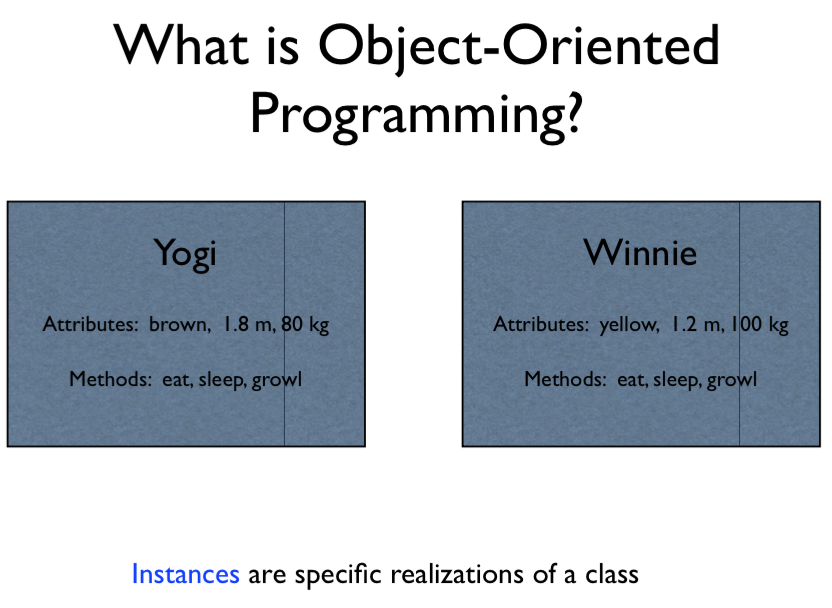 What is Object-Oriented
Programming?
Yogi
Attributes: brown, 1.8 m, 80 kg
Methods: eat, sleep, growl
Winnie
Attributes: yellow, 1.2 m, 100 kg
Methods: eat, sleep, growl
Instances are specific realizations of a class